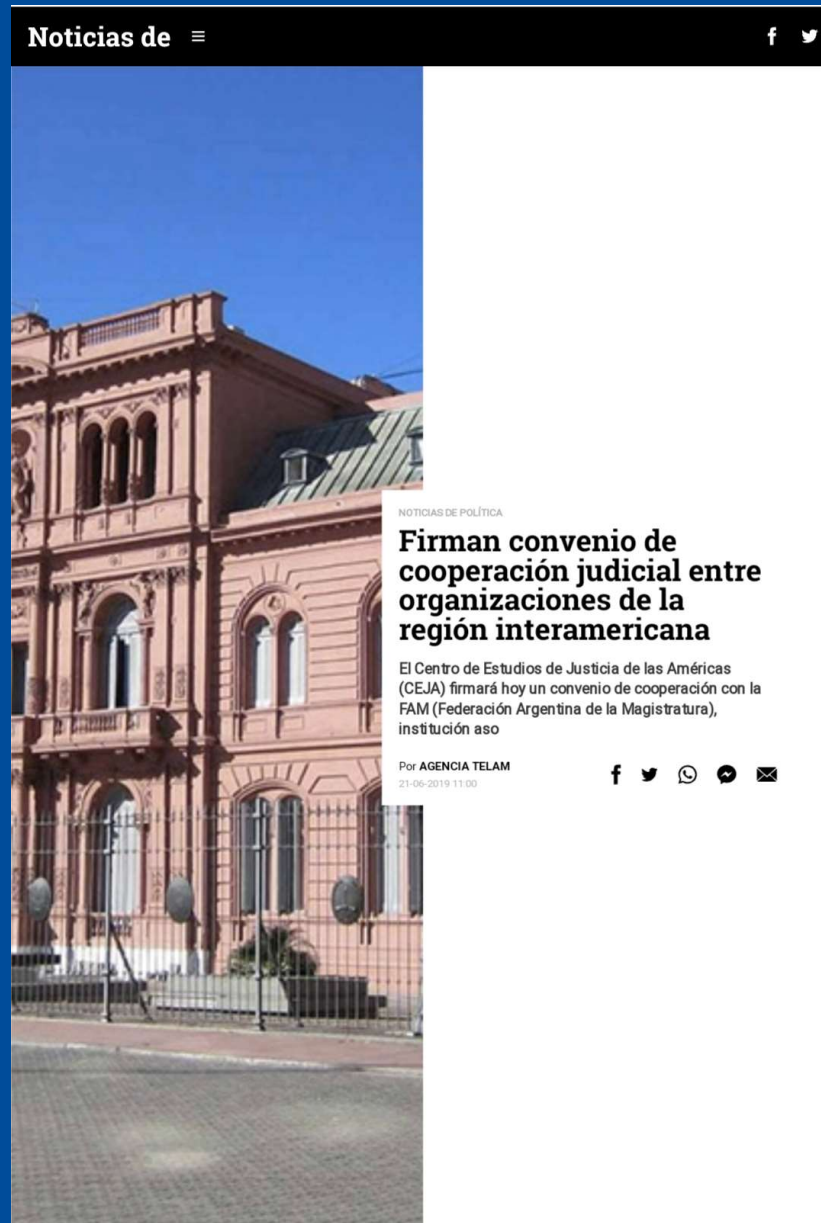 Noticias de
NOTICIAS DE POLÍTICA
Firman convenio de
cooperación judicial entre
organizaciones de la
región interamericana
El Centro de Estudios de Justicia de las Américas
(CEJA) firmará hoy un convenio de cooperación con la
FAM (Federación Argentina de la Magistratura),
institución aso
Por AGENCIA TELAM
21-06-2019 11:00